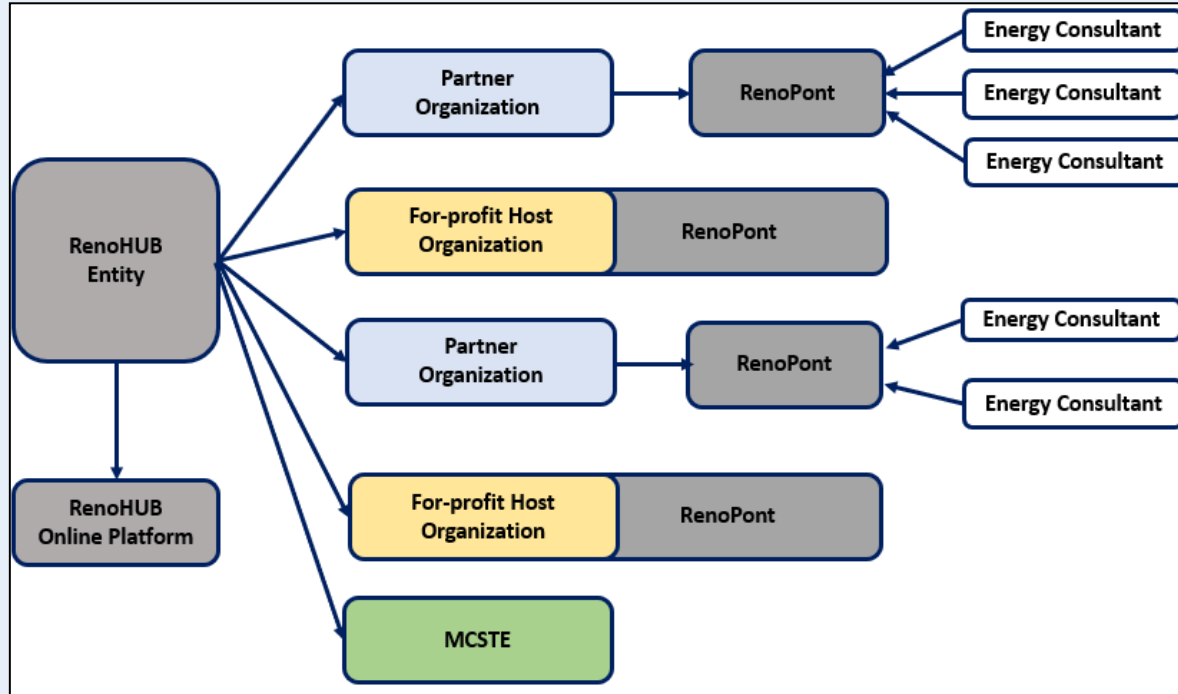 Energy Consultant
Partner
Organization
RenoPont
Energy Consultant
Energy Consultant
For-profit Host
Organization
RenoPont
RenoHUB
Entity
Energy Consultant
Partner
Organization
RenoPont
Energy Consultant
RenoHUB
Online Platform
For-profit Host
Organization
RenoPont
MCSTE